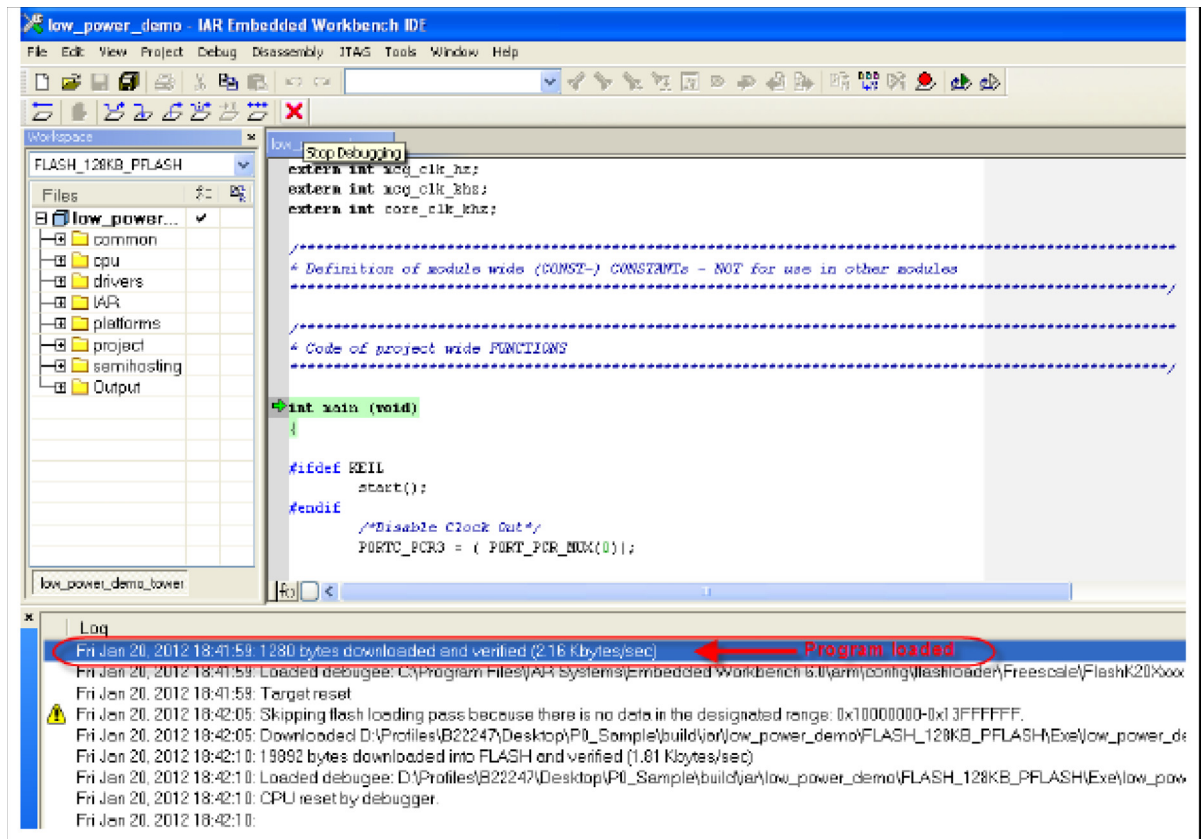 low_power_demo - IAR Embedded Workbench IDE
File Edit View Project Debug Disassembly JTAG Tools Window Help
Workspace
FLASH_128KB_PFLASH
Files
low_power...
common
cpu
drivers
IAR
platforms
project
semihosting
Output
low_power_demo_tower
Stop Debugging
extern int mcg_clk_hz;
extern int mcg_clk_khz;
extern int core_clk_khz;
/****************************************************************************
* Definition of module wide (CONST-) CONSTANTs - NOT for use in other modules
****************************************************************************/
/****************************************************************************
* Code of project wide FUNCTIONS
****************************************************************************/
int main (void)
{
#ifdef KEIL
start();
#endif
/*Disable Clock Out*/
PORTC_PCR3 = ( PORT_PCR_MUX(0));
fo
Log
Fri Jan 20, 2012 18:41:59: 1280 bytes downloaded and verified (2.16 Kbytes/sec) Program loaded
Fri Jan 20, 2012 18:41:59: Loaded debugee: C:\Program Files\IAR Systems\Embedded Workbench 6.0\arm\config\flashloader\Freescale\FlashK20Xxxx
Fri Jan 20, 2012 18:41:59: Target reset
Fri Jan 20, 2012 18:42:05: Skipping flash loading pass because there is no data in the designated range: 0x10000000-0x13FFFFFF.
Fri Jan 20, 2012 18:42:05: Downloaded D:\Profiles\B22247\Desktop\P0_Sample\build\iar\low_power_demo\FLASH_128KB_PFLASH\Exe\low_power_de
Fri Jan 20, 2012 18:42:10: 19892 bytes downloaded into FLASH and verified (1.81 Kbytes/sec)
Fri Jan 20, 2012 18:42:10: Loaded debugee: D:\Profiles\B22247\Desktop\P0_Sample\build\iar\low_power_demo\FLASH_128KB_PFLASH\Exe\low_pow
Fri Jan 20, 2012 18:42:10: CPU reset by debugger.
Fri Jan 20, 2012 18:42:10: